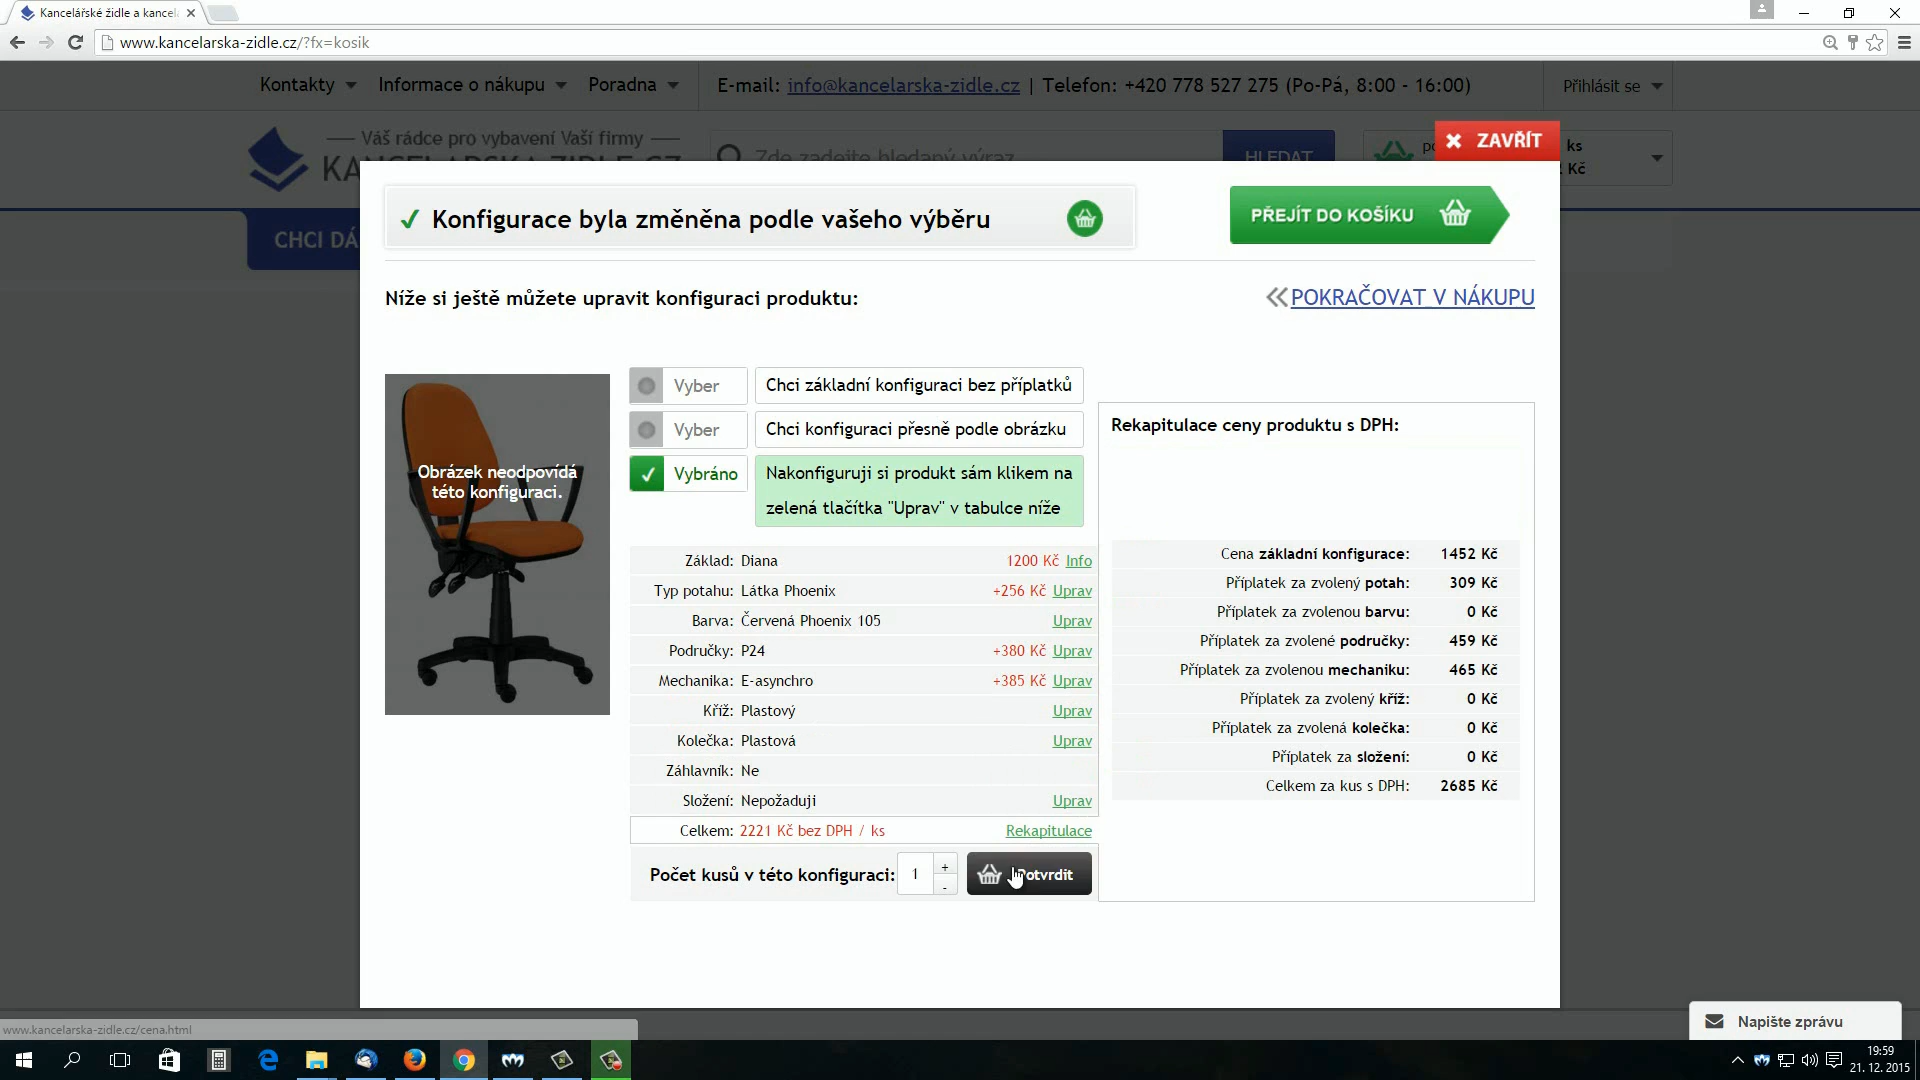 Kancelářské židle a kancel
www.kancelarska-zidle.cz/?fx=kosik
Kontakty Informace o nákupu Poradna E-mail: info@kancelarska-zidle.cz | Telefon: +420 778 527 275 (Po-Pá, 8:00 - 16:00) Přihlásit se
Váš rádce pro vybavení Vaší firmy
Zde zadejte hledaný výraz HLEDAT ks
Kč
ZAVŘÍT
CHCI DÁ
Konfigurace byla změněna podle vašeho výběru
PŘEJÍT DO KOŠÍKU
Níže si ještě můžete upravit konfiguraci produktu:
POKRAČOVAT V NÁKUPU
Obrázek neodpovídá
této konfiguraci.
Vyber Chci základní konfiguraci bez příplatků
Vyber Chci konfiguraci přesně podle obrázku
Vybráno Nakonfiguruji si produkt sám klikem na
zelená tlačítka "Uprav" v tabulce níže
Základ: Diana 1200 Kč Info
Typ potahu: Látka Phoenix +256 Kč Uprav
Barva: Červená Phoenix 105 Uprav
Područky: P24 +380 Kč Uprav
Mechanika: E-asynchro +385 Kč Uprav
Kříž: Plastový Uprav
Kolečka: Plastová Uprav
Záhlavník: Ne
Složení: Nepožaduji Uprav
Celkem: 2221 Kč bez DPH / ks Rekapitulace
Počet kusů v této konfiguraci: 1 + - Potvrdit
Rekapitulace ceny produktu s DPH:
Cena základní konfigurace: 1452 Kč
Příplatek za zvolený potah: 309 Kč
Příplatek za zvolenou barvu: 0 Kč
Příplatek za zvolené područky: 459 Kč
Příplatek za zvolenou mechaniku: 465 Kč
Příplatek za zvolený kříž: 0 Kč
Příplatek za zvolená kolečka: 0 Kč
Příplatek za složení: 0 Kč
Celkem za kus s DPH: 2685 Kč
Napište zprávu
www.kancelarska-zidle.cz/cena.html
19:59
21. 12. 2015